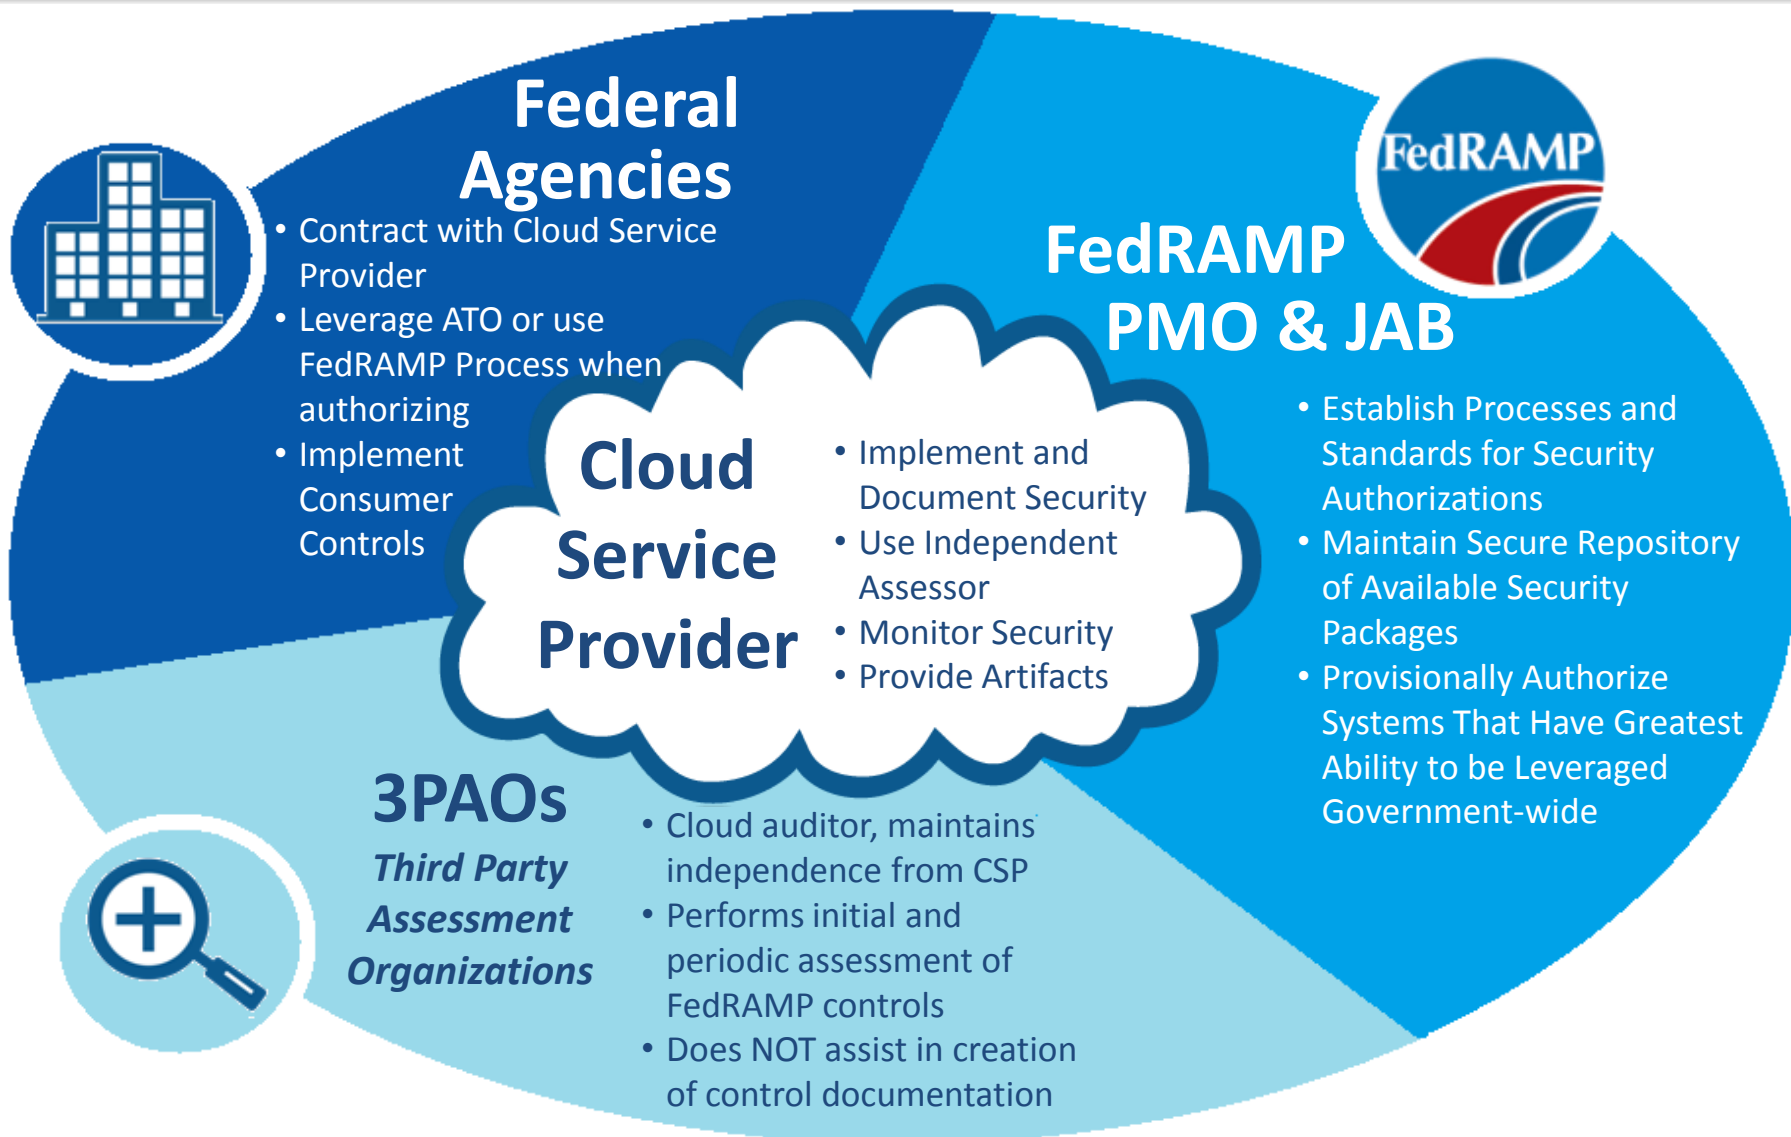 Federal
Agencies
• Contract with Cloud Service
Provider
• Leverage ATO or use
FedRAMP Process when
authorizing
• Implement
Consumer
Controls
FedRAMP
FedRAMP
PMO & JAB
• Establish Processes and
Standards for Security
Authorizations
• Maintain Secure Repository
of Available Security
Packages
• Provisionally Authorize
Systems That Have Greatest
Ability to be Leveraged
Government-wide
Cloud
Service
Provider
• Implement and
Document Security
• Use Independent
Assessor
• Monitor Security
• Provide Artifacts
3PAOs
Third Party
Assessment
Organizations
• Cloud auditor, maintains
independence from CSP
• Performs initial and
periodic assessment of
FedRAMP controls
• Does NOT assist in creation
of control documentation